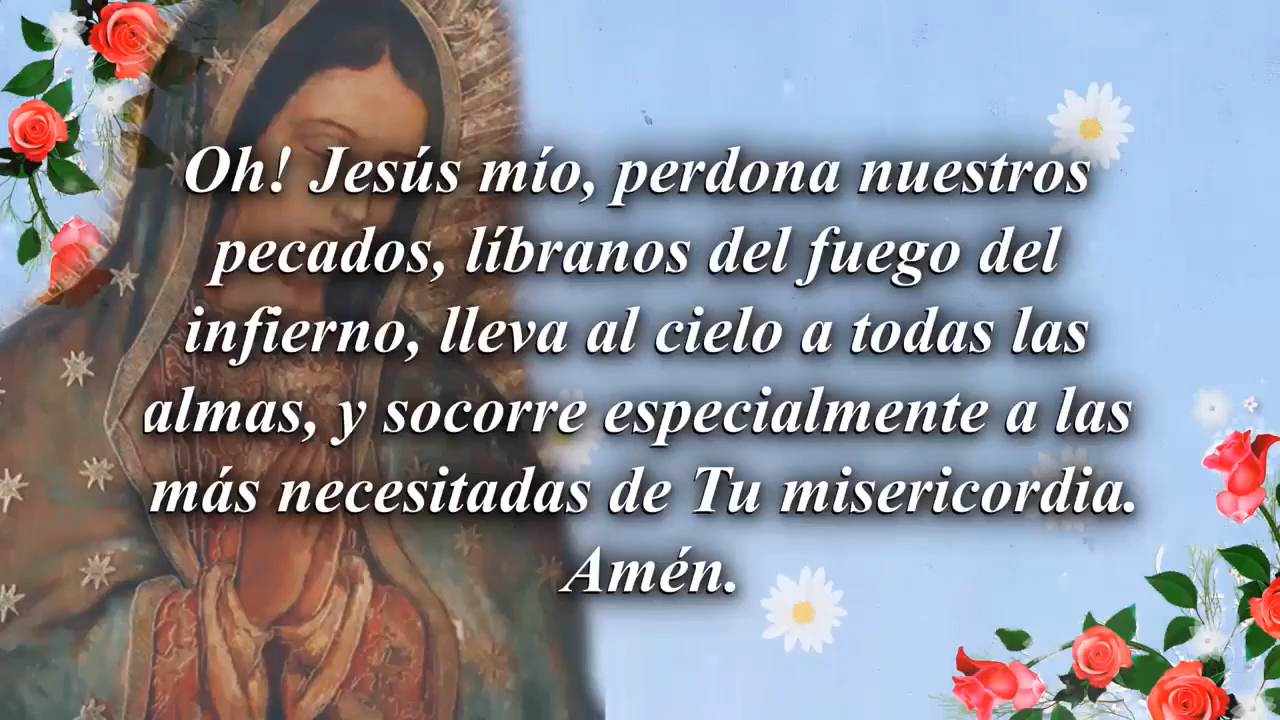 Oh! Jesús mío, perdona nuestros
pecados, líbranos del fuego del
infierno, lleva al cielo a todas las
almas, y socorre especialmente a las
más necesitadas de Tu misericordia.
Amén.